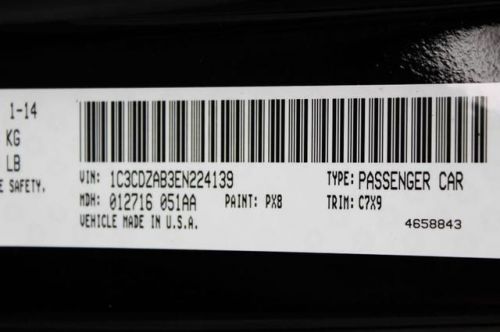 1-14
KG
LB
E SAFETY,
VIN: 1C3CDZAB3EN224139 TYPE: PASSENGER CAR
MDH: 012716 051AA PAINT: PX8 TRIM: C7X9
VEHICLE MADE IN U.S.A. 4658843